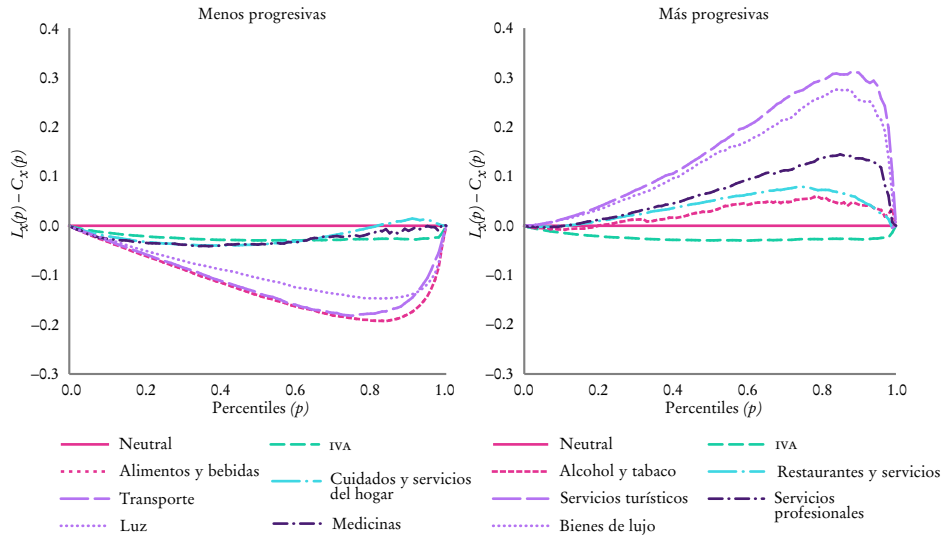 Menos progresivas
0.4
0.3
0.2
0.1
0.0
–0.1
–0.2
–0.3
Lx(p) – Cx(p)
0.0 0.2 0.4 0.6 0.8 1.0
Percentiles (p)
Neutral
Alimentos y bebidas
Transporte
Luz
IVA
Cuidados y servicios
del hogar
Medicinas
Más progresivas
0.4
0.3
0.2
0.1
0.0
–0.1
–0.2
–0.3
Lx(p) – Cx(p)
0.0 0.2 0.4 0.6 0.8 1.0
Percentiles (p)
Neutral
Alcohol y tabaco
Servicios turísticos
Bienes de lujo
IVA
Restaurantes y servicios
Servicios
profesionales